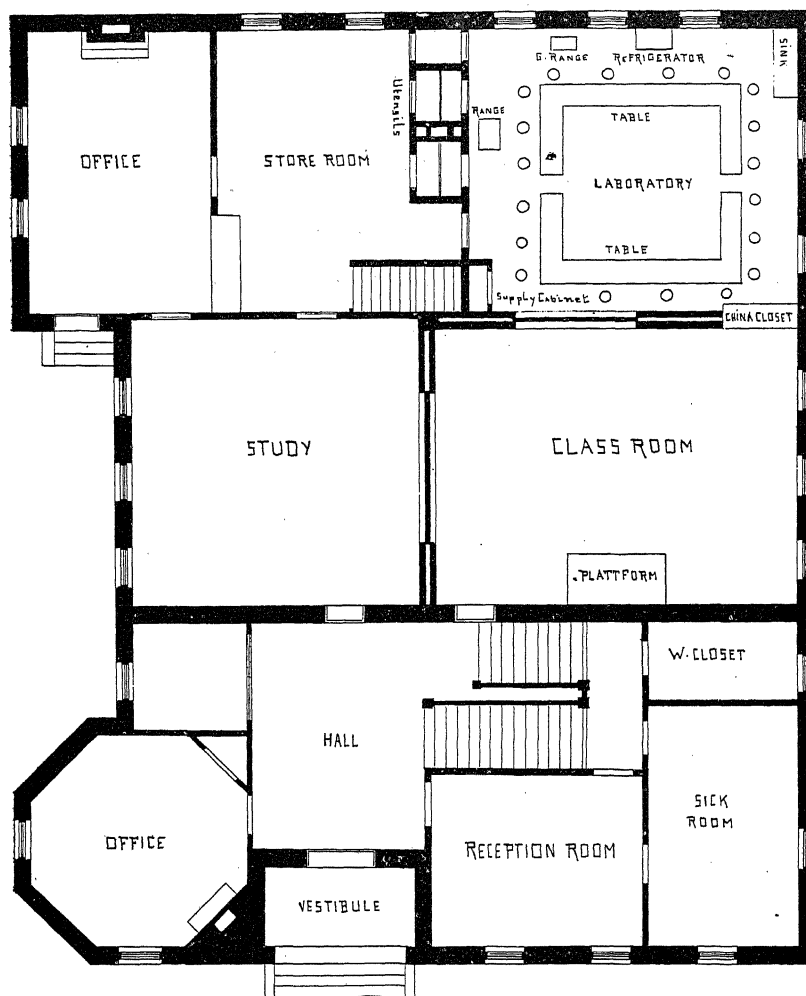 G. RANGE
REFRIGERATOR
SINK
Utensils
RANGE
TABLE
OFFICE
STORE ROOM
LABORATORY
TABLE
Supply Cabinet
CHINA CLOSET
STUDY
CLASS ROOM
PLATTFORM
W. CLOSET
HALL
SICK
ROOM
OFFICE
RECEPTION ROOM
VESTIBULE